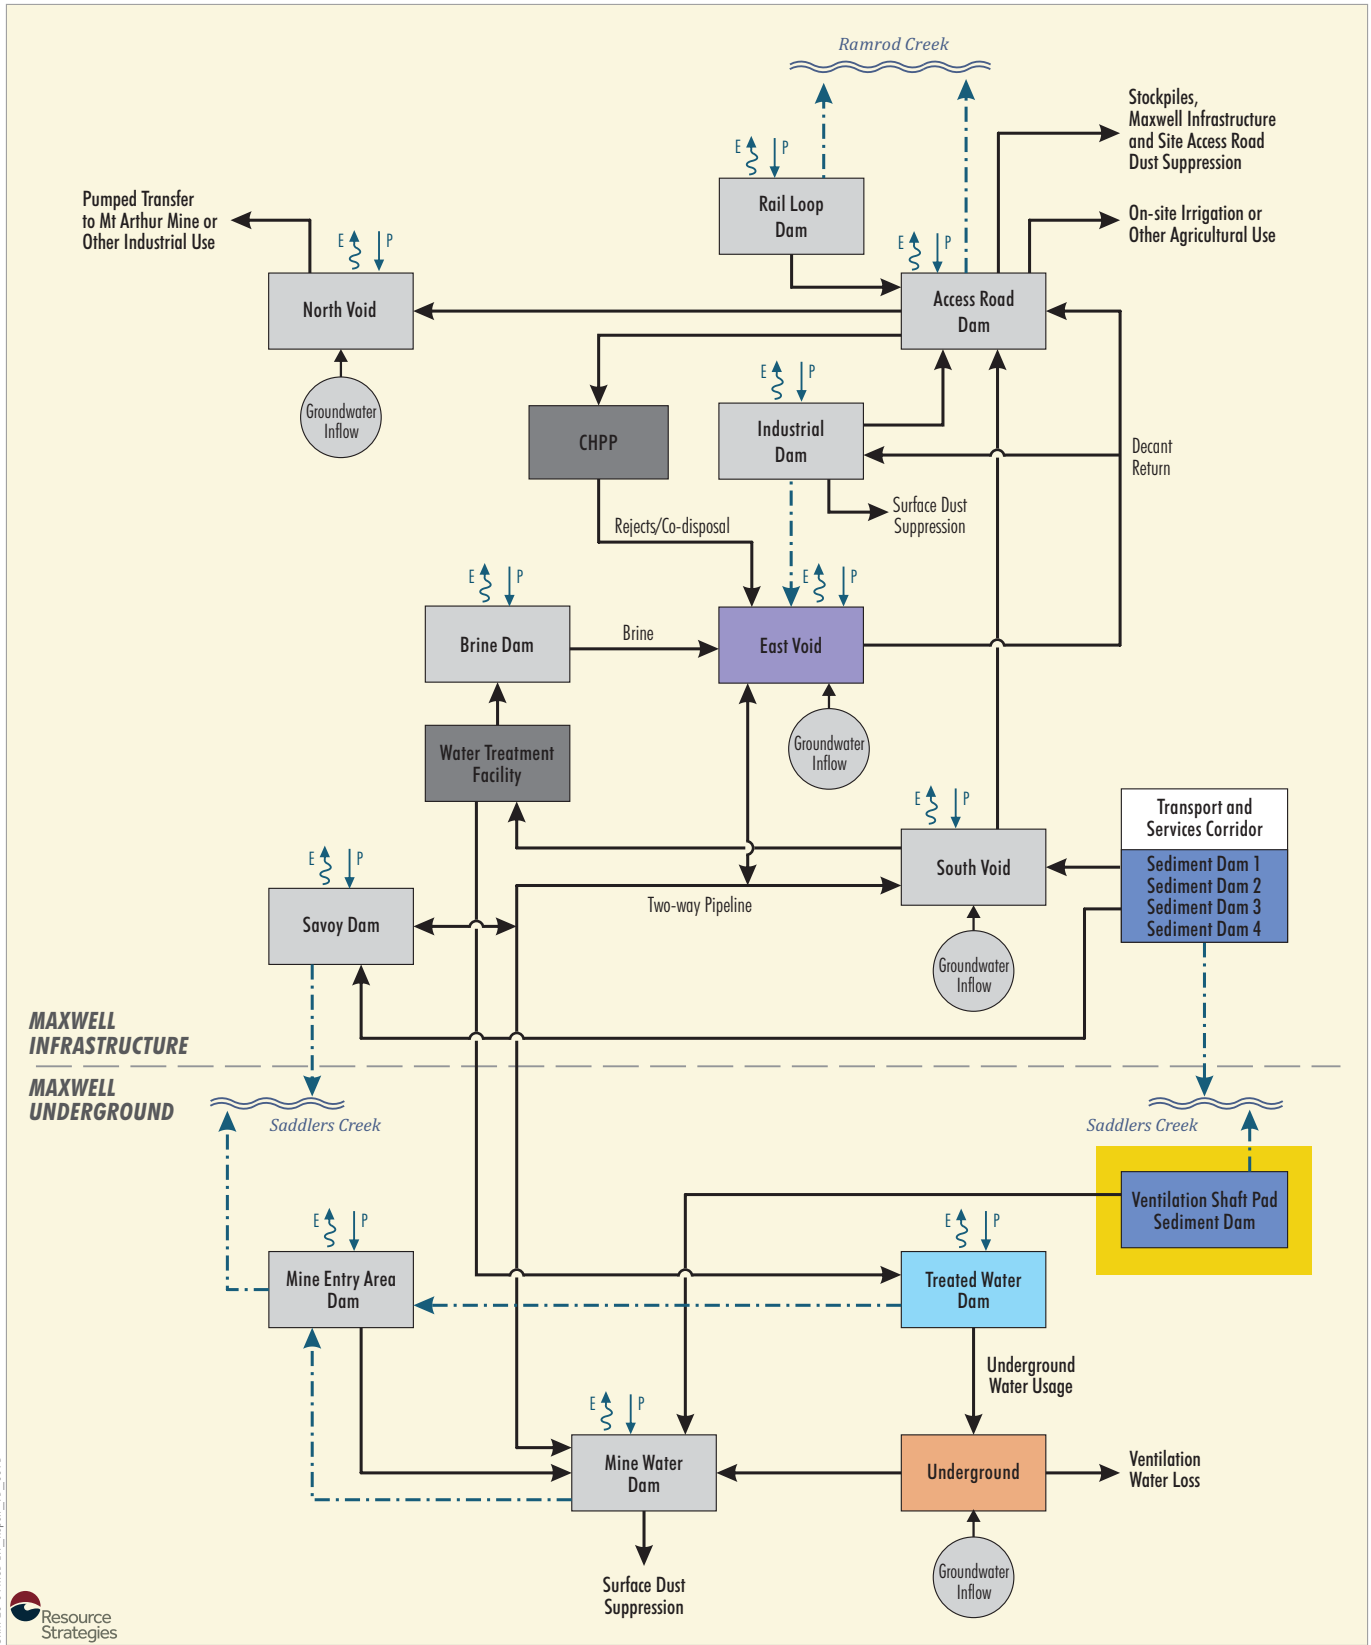 Ramrod Creek
Stockpiles,
Maxwell Infrastructure
and Site Access Road
Dust Suppression
E
P
Rail Loop
Dam
Pumped Transfer
to Mt Arthur Mine or
Other Industrial Use
On-site Irrigation or
Other Agricultural Use
E
P
E
P
North Void
Access Road
Dam
Groundwater
Inflow
E
P
CHPP
Industrial
Dam
Decant
Return
Surface Dust
Suppression
Rejects/Co-disposal
E
P
E
P
Brine Dam
Brine
East Void
Water Treatment
Facility
Groundwater
Inflow
E
P
Transport and
Services Corridor
Sediment Dam 1
Sediment Dam 2
Sediment Dam 3
Sediment Dam 4
South Void
E
P
Savoy Dam
Two-way Pipeline
Groundwater
Inflow
MAXWELL
INFRASTRUCTURE
MAXWELL
UNDERGROUND
Saddlers Creek
Saddlers Creek
Ventilation Shaft Pad
Sediment Dam
E
P
E
P
Mine Entry Area
Dam
Treated Water
Dam
Underground
Water Usage
E
P
Mine Water
Dam
Underground
Ventilation
Water Loss
Groundwater
Inflow
Surface Dust
Suppression
Resource
Strategies